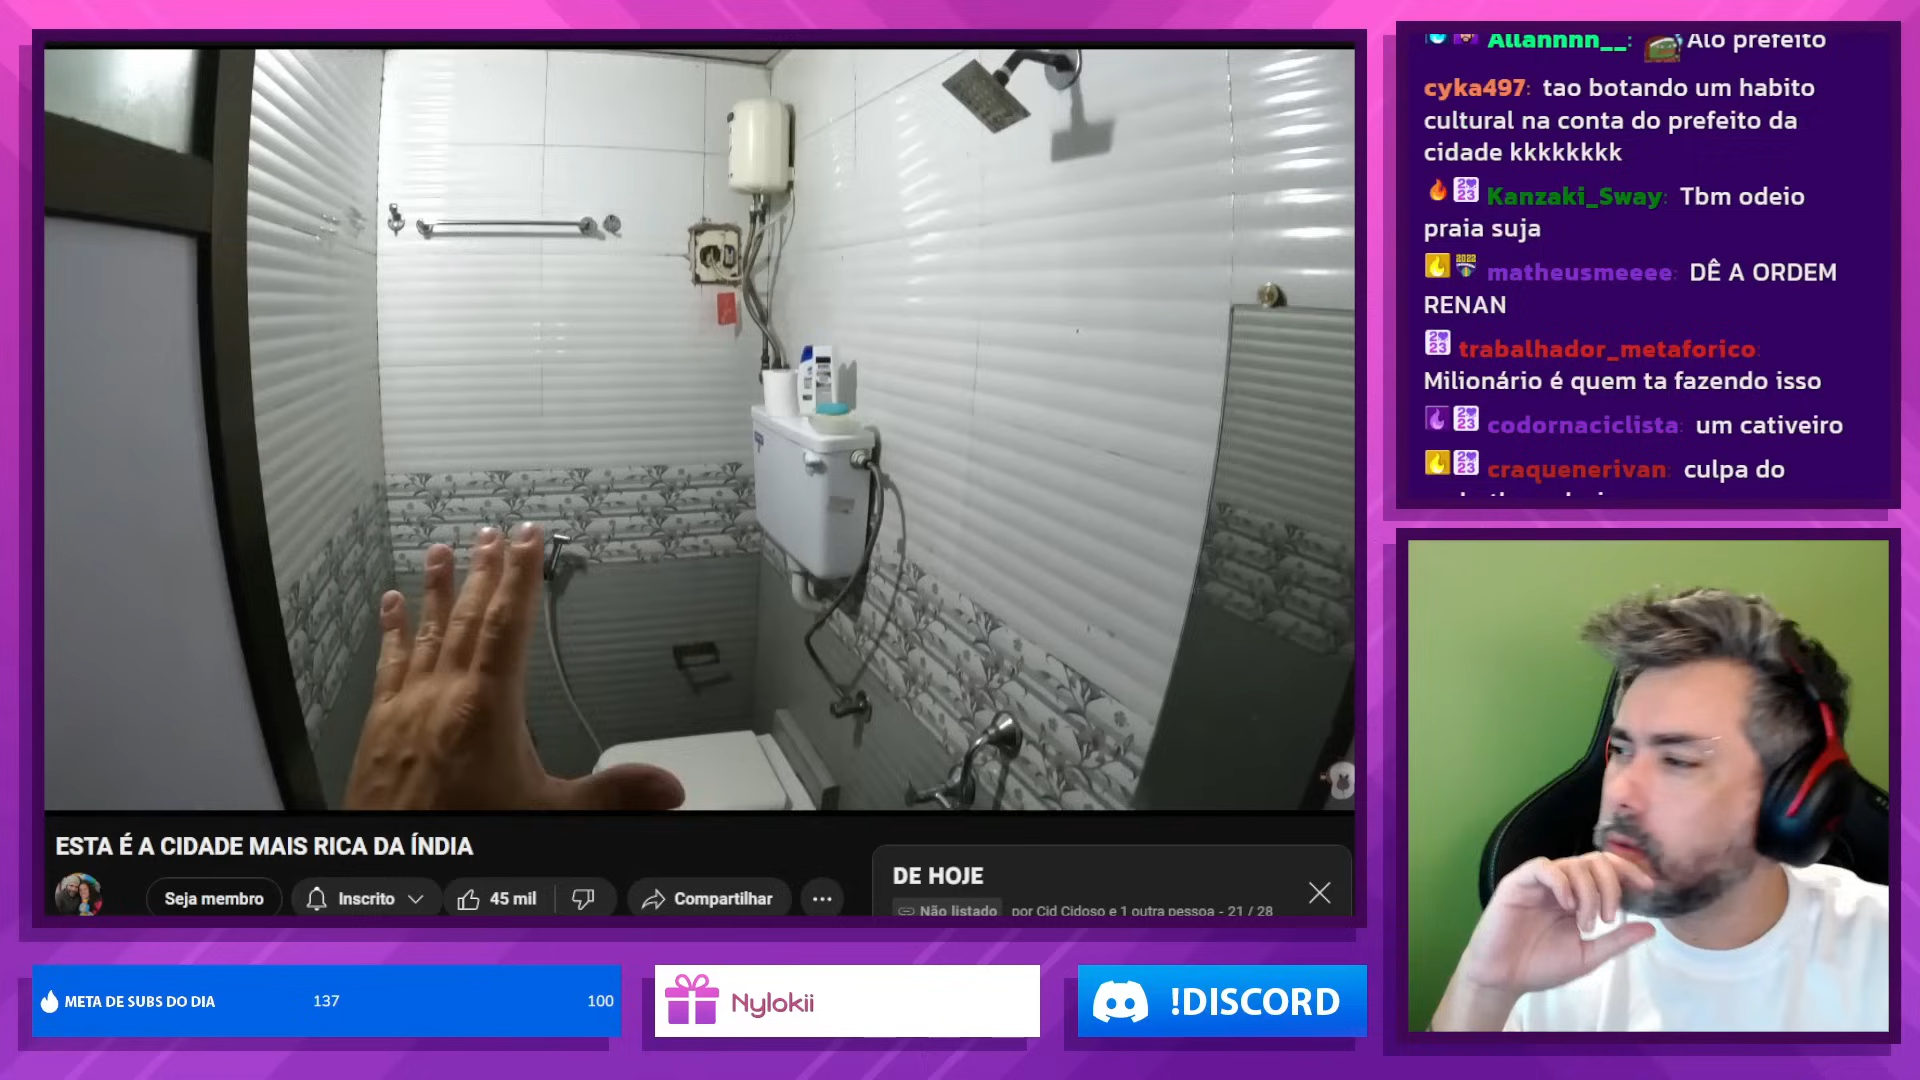 Allannnn__: Alo prefeito
cyka497: tao botando um habito
cultural na conta do prefeito da
cidade kkkkkkkk
Kanzaki_Sway: Tbm odeio
praia suja
matheusmeeee: DÊ A ORDEM
RENAN
trabalhador_metaforico:
Milionário é quem ta fazendo isso
codornaciclista: um cativeiro
craquenerivan: culpa do
ESTA É A CIDADE MAIS RICA DA ÍNDIA
Seja membro
Inscrito
45 mil
Compartilhar
DE HOJE
Não listado por Cid Cidoso e 1 outra pessoa - 21 / 28
META DE SUBS DO DIA 137 100
Nylokii
!DISCORD